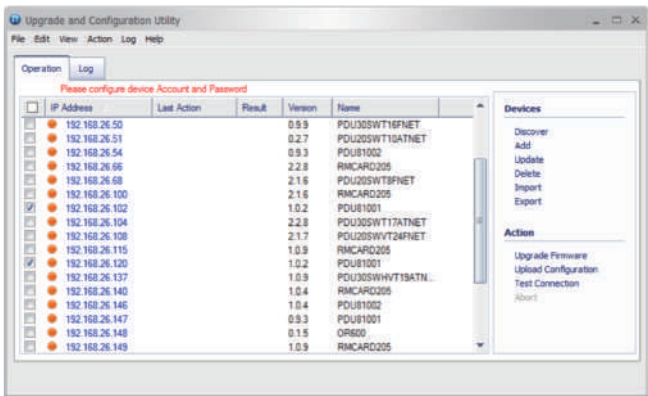 Upgrade and Configuration Utility
File Edit View Action Log Help
Operation Log
Please configure device Account and Password
IP Address Last Action Result Version Name
192.168.26.50 0.9.9 PDU30SWT16FNET
192.168.26.51 0.2.7 PDU20SWT10ATNET
192.168.26.54 0.9.3 PDU81002
192.168.26.66 2.2.8 RMCARD205
192.168.26.68 2.1.6 PDU20SWT8FNET
192.168.26.100 2.1.6 RMCARD205
192.168.26.102 1.0.2 PDU81001
192.168.26.104 2.2.8 PDU30SWT17ATNET
192.168.26.108 2.1.7 PDU20SWVT24FNET
192.168.26.115 1.0.9 RMCARD205
192.168.26.120 1.0.2 PDU81001
192.168.26.137 1.0.9 PDU30SWHVT19ATN...
192.168.26.140 1.0.4 RMCARD205
192.168.26.146 1.0.4 PDU81002
192.168.26.147 0.9.3 PDU81001
192.168.26.148 0.1.5 OR600
192.168.26.149 1.0.9 RMCARD205
Devices
Discover
Add
Update
Delete
Import
Export
Action
Upgrade Firmware
Upload Configuration
Test Connection
Abort